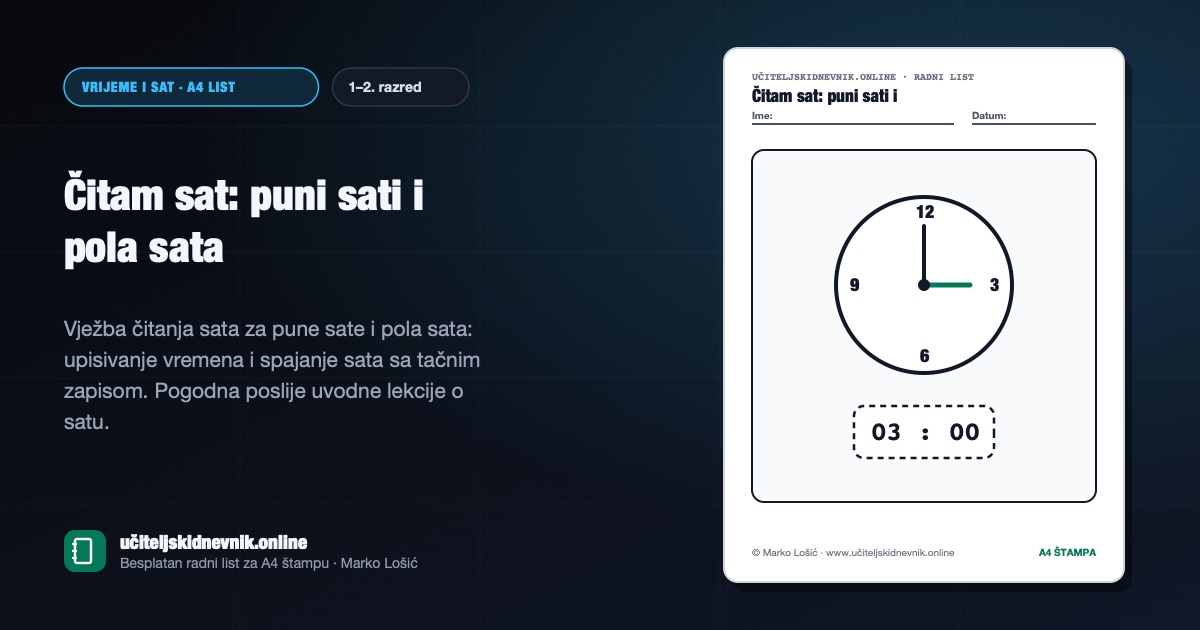 VRIJEME I SAT · A4 LIST
1–2. razred
Čitam sat: puni sati i
pola sata
Vježba čitanja sata za pune sate i pola sata:
upisivanje vremena i spajanje sata sa tačnim
zapisom. Pogodna poslije uvodne lekcije o
satu.
učiteljskidnevnik.online
Besplatan radni list za A4 štampu · Marko Lošić
UČITELJSKIDNEVNIK.ONLINE · RADNI LIST
Čitam sat: puni sati i
Ime:
Datum:
12
9
3
6
03 : 00
© Marko Lošić · www.učiteljskidnevnik.online
A4 ŠTAMPA